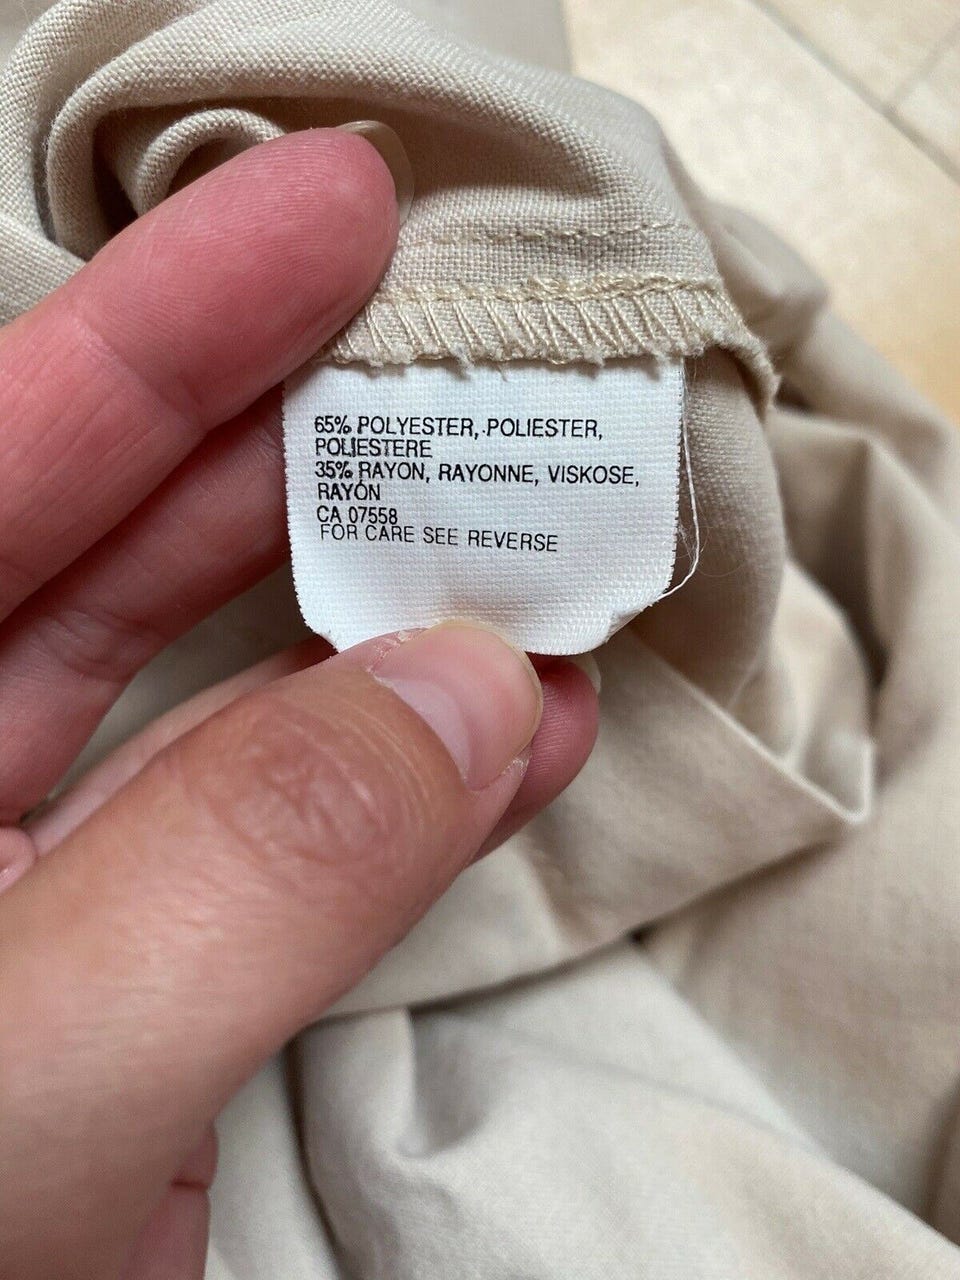 65% POLYESTER, POLIESTER,
POLIESTERE
35% RAYON, RAYONNE, VISKOSE,
RAYÓN
CA 07558
FOR CARE SEE REVERSE